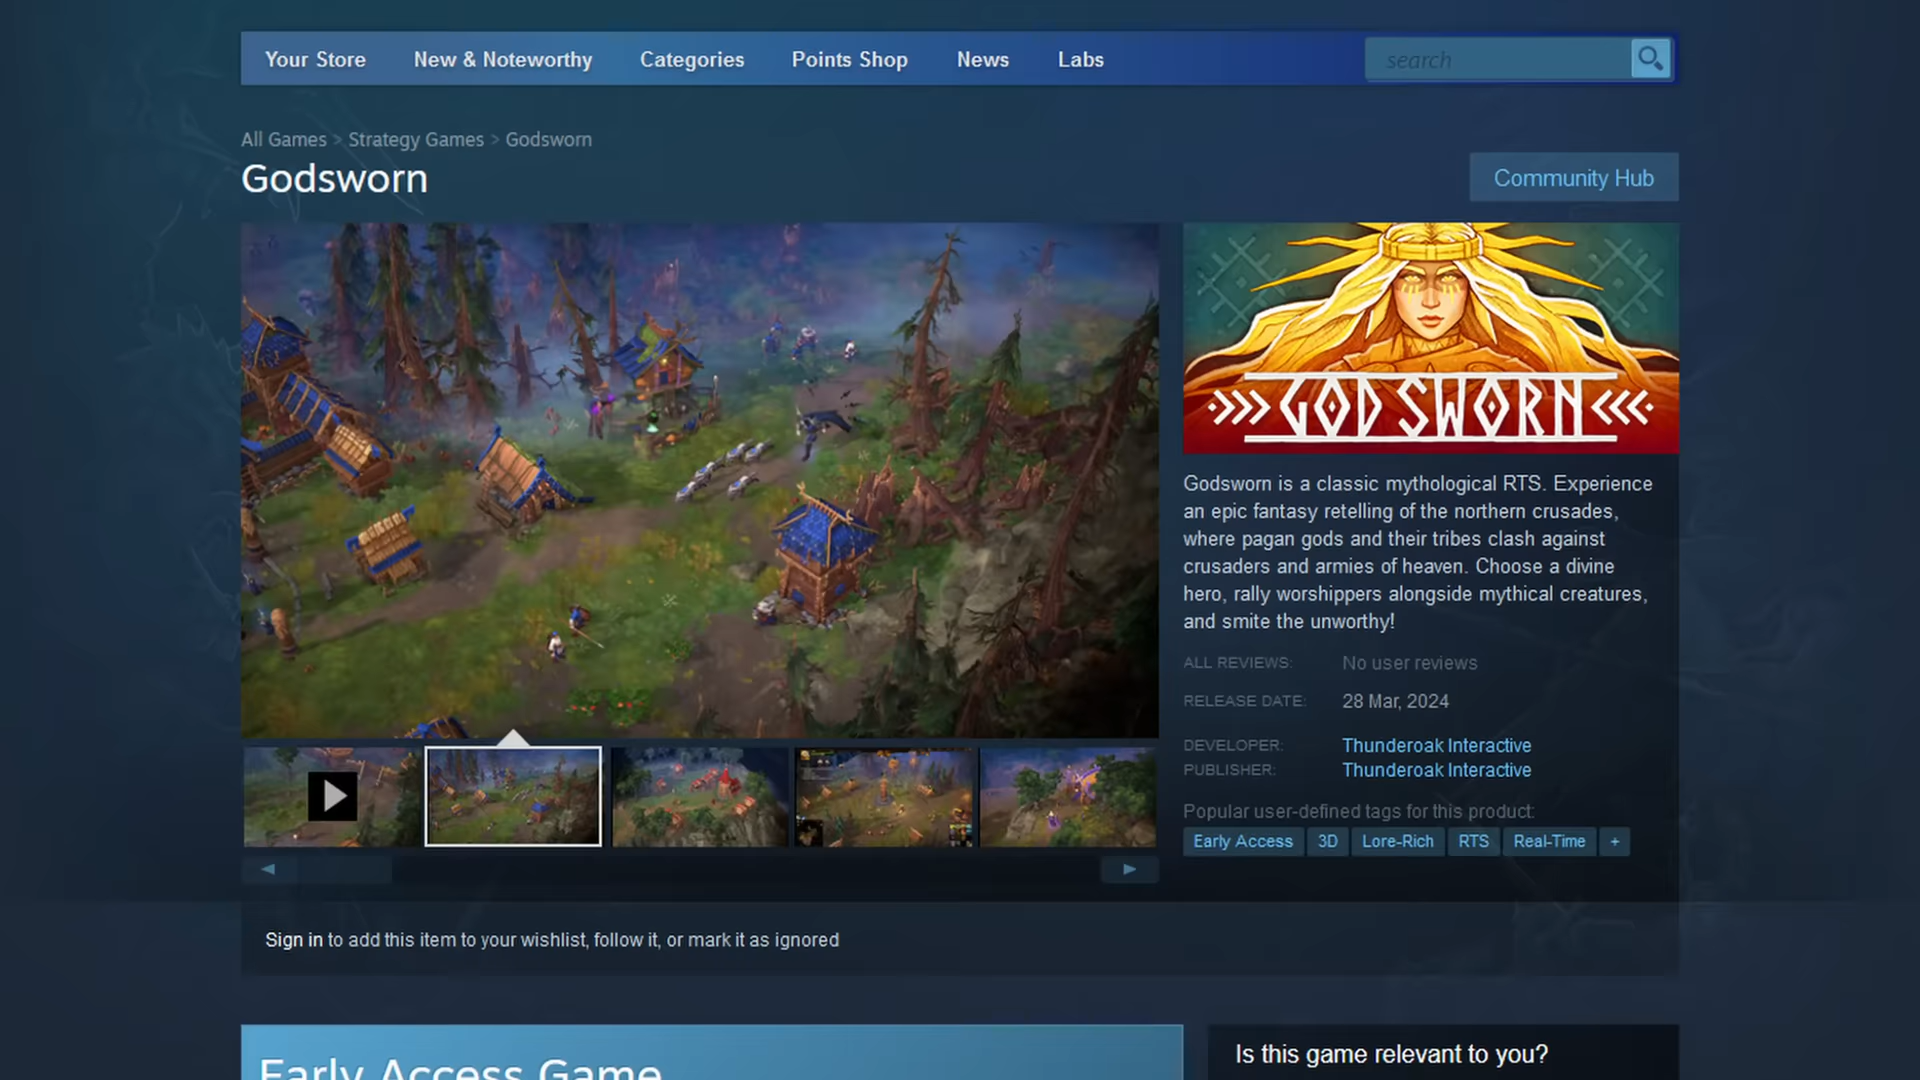 Your Store New & Noteworthy Categories Points Shop News Labs search
All Games > Strategy Games > Godsworn
Godsworn
Community Hub
GODSWORN
Godsworn is a classic mythological RTS. Experience
an epic fantasy retelling of the northern crusades,
where pagan gods and their tribes clash against
crusaders and armies of heaven. Choose a divine
hero, rally worshippers alongside mythical creatures,
and smite the unworthy!
ALL REVIEWS: No user reviews
RELEASE DATE: 28 Mar, 2024
DEVELOPER: Thunderoak Interactive
PUBLISHER: Thunderoak Interactive
Popular user-defined tags for this product:
Early Access 3D Lore-Rich RTS Real-Time +
Sign in to add this item to your wishlist, follow it, or mark it as ignored
Early Access Game
Is this game relevant to you?